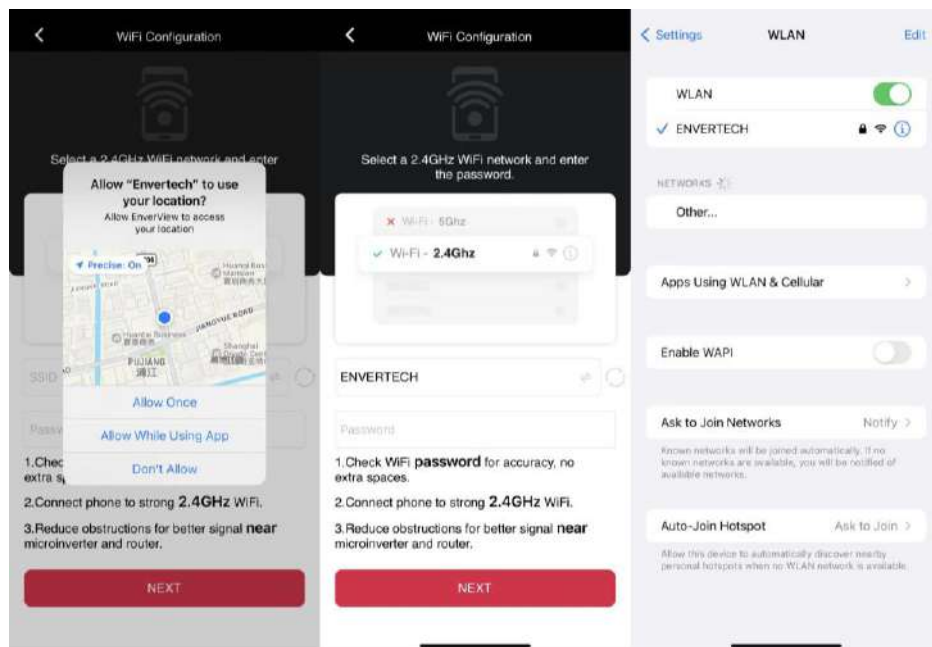 WiFi Configuration
Select a 2.4GHz WiFi network and enter
Allow "Envertech" to use
your location?
Allow EnverView to access
your location
Precise: On
JIANGYUE ROAD
PUJIANG
浦江
Allow Once
Allow While Using App
Don't Allow
SSID
1.Chec
extra s
2.Connect phone to strong 2.4GHz WiFi.
3.Reduce obstructions for better signal near
microinverter and router.
NEXT
WiFi Configuration
Select a 2.4GHz WiFi network and enter
the password.
Wi-Fi - 5Ghz
Wi-Fi - 2.4Ghz
ENVERTECH
Password
1.Check WiFi password for accuracy, no
extra spaces.
2.Connect phone to strong 2.4GHz WiFi.
3.Reduce obstructions for better signal near
microinverter and router.
NEXT
Settings
WLAN
Edit
WLAN
ENVERTECH
NETWORKS
Other...
Apps Using WLAN & Cellular
Enable WAPI
Ask to Join Networks
Notify
Known networks will be joined automatically. If no
known networks are available, you will be notified of
available networks.
Auto-Join Hotspot
Ask to Join
Allow this device to automatically discover nearby
personal hotspots when no WLAN network is available.